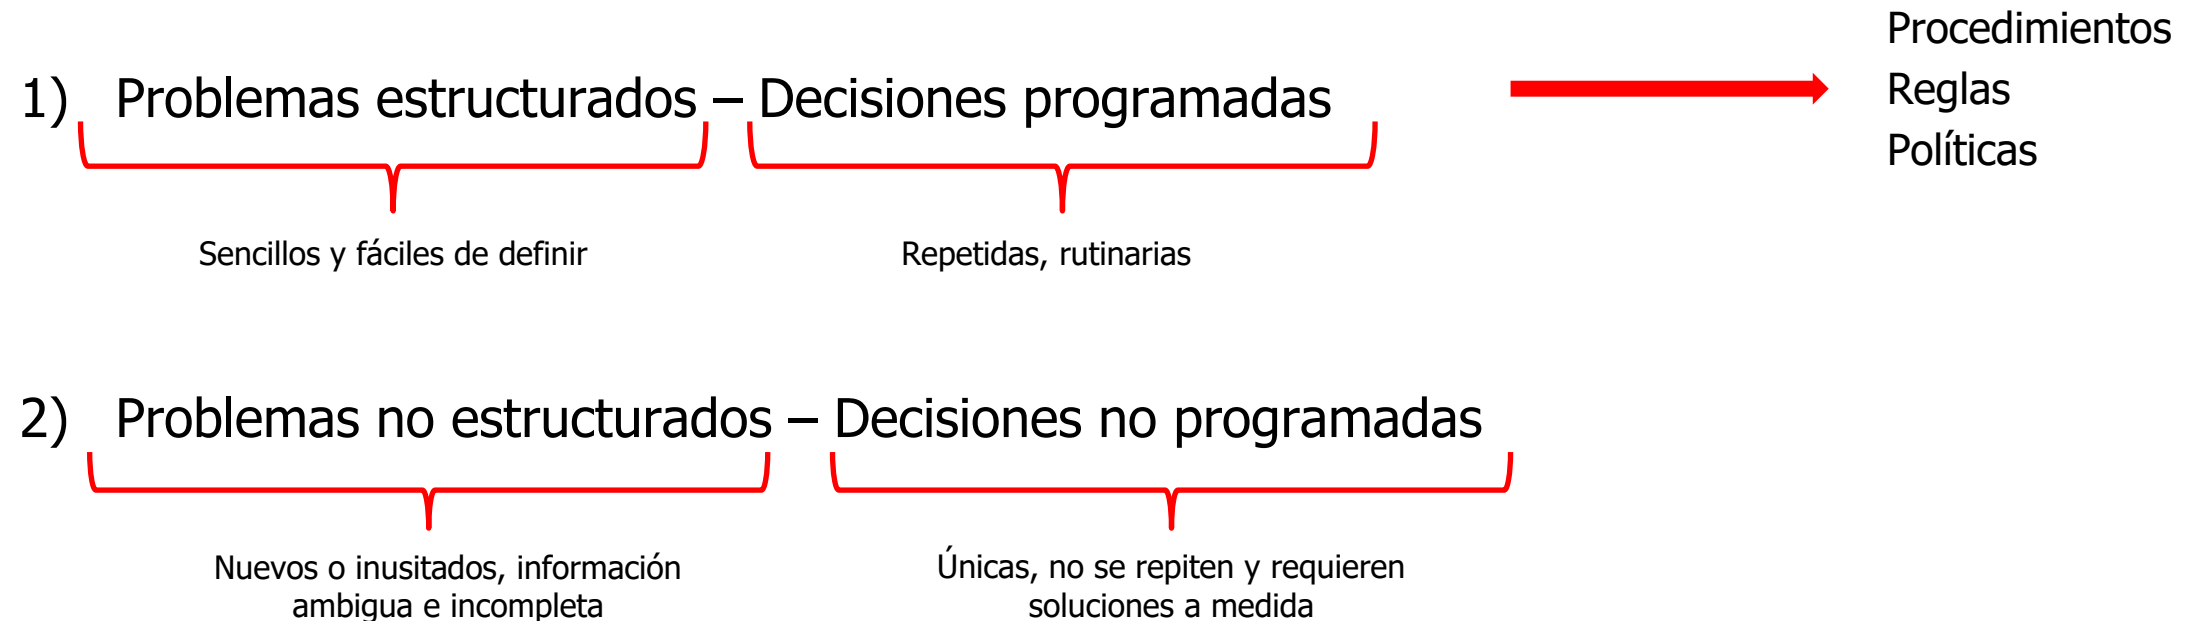 Procedimientos
1) Problemas estructurados – Decisiones programadas
Reglas
Políticas
Sencillos y fáciles de definir
Repetidas, rutinarias
2) Problemas no estructurados – Decisiones no programadas
Nuevos o inusitados, información
ambigua e incompleta
Únicas, no se repiten y requieren
soluciones a medida